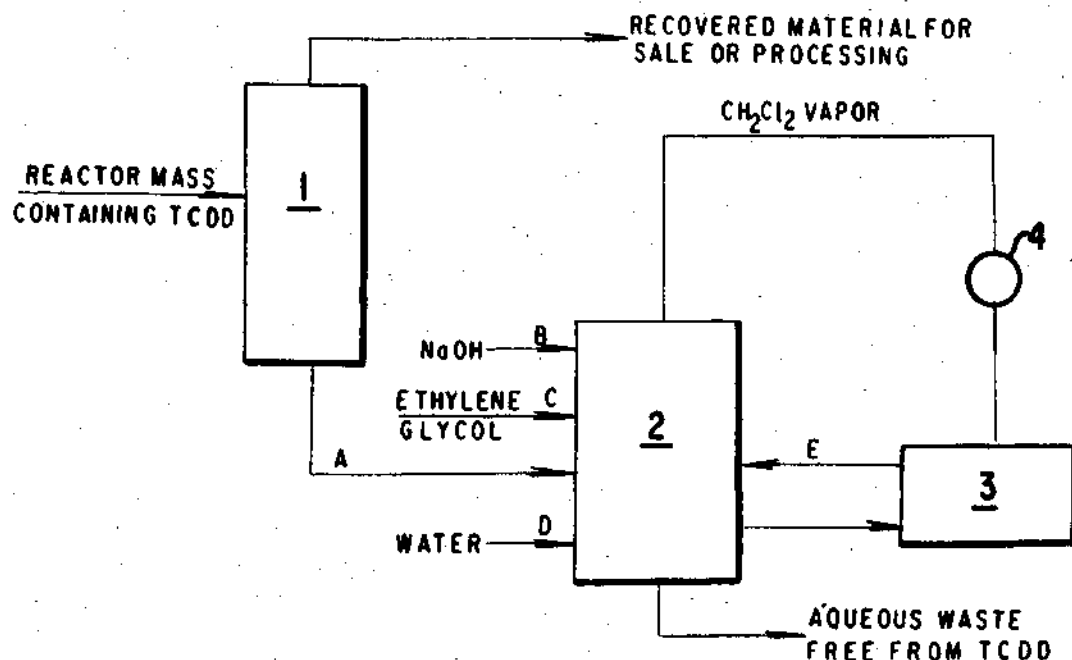 RECOVERED MATERIAL FOR
SALE OR PROCESSING
CH2Cl2 VAPOR
REACTOR MASS
CONTAINING TCDD
1
4
NaOH
B
ETHYLENE
GLYCOL
C
2
A
E
3
WATER
D
AQUEOUS WASTE
FREE FROM TCDD